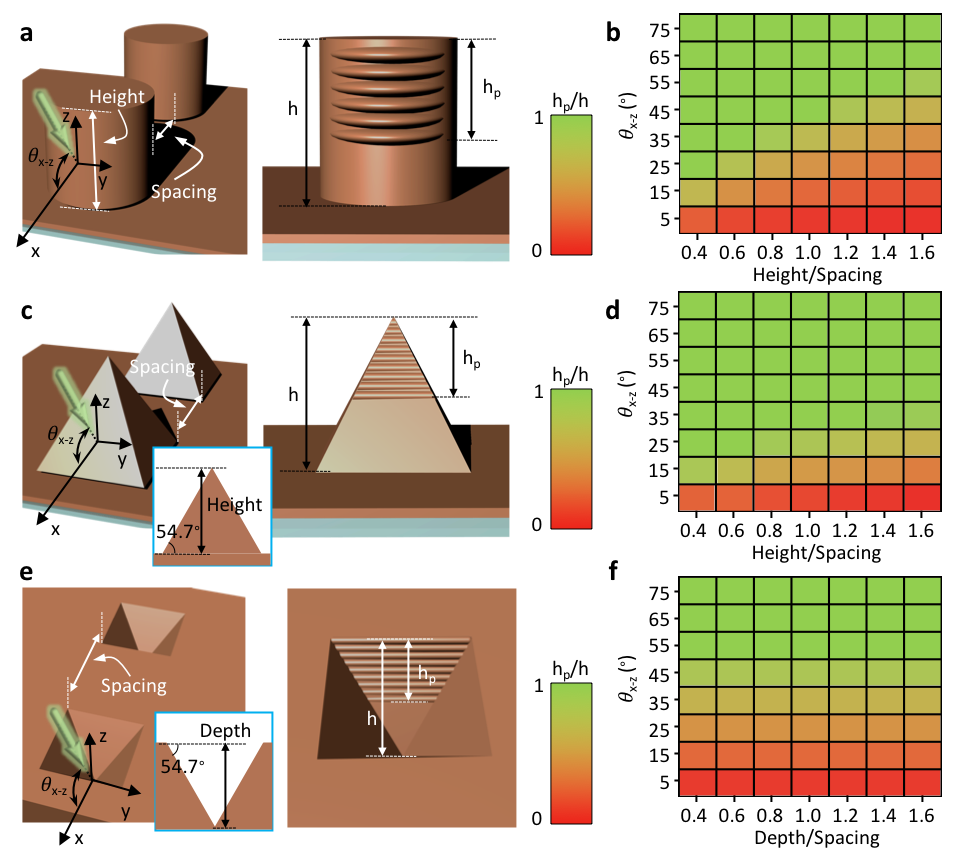 a
Height
z
θx-z
y
Spacing
x
h
hp
hp/h
1
0
b
75
65
55
45
35
25
15
5
θx-z (°)
0.4 0.6 0.8 1.0 1.2 1.4 1.6
Height/Spacing
c
Spacing
z
θx-z
y
x
Height
54.7°
h
hp
hp/h
1
0
d
75
65
55
45
35
25
15
5
θx-z (°)
0.4 0.6 0.8 1.0 1.2 1.4 1.6
Height/Spacing
e
Spacing
z
θx-z
y
x
Depth
54.7°
hp
h
hp/h
1
0
f
75
65
55
45
35
25
15
5
θx-z (°)
0.4 0.6 0.8 1.0 1.2 1.4 1.6
Depth/Spacing